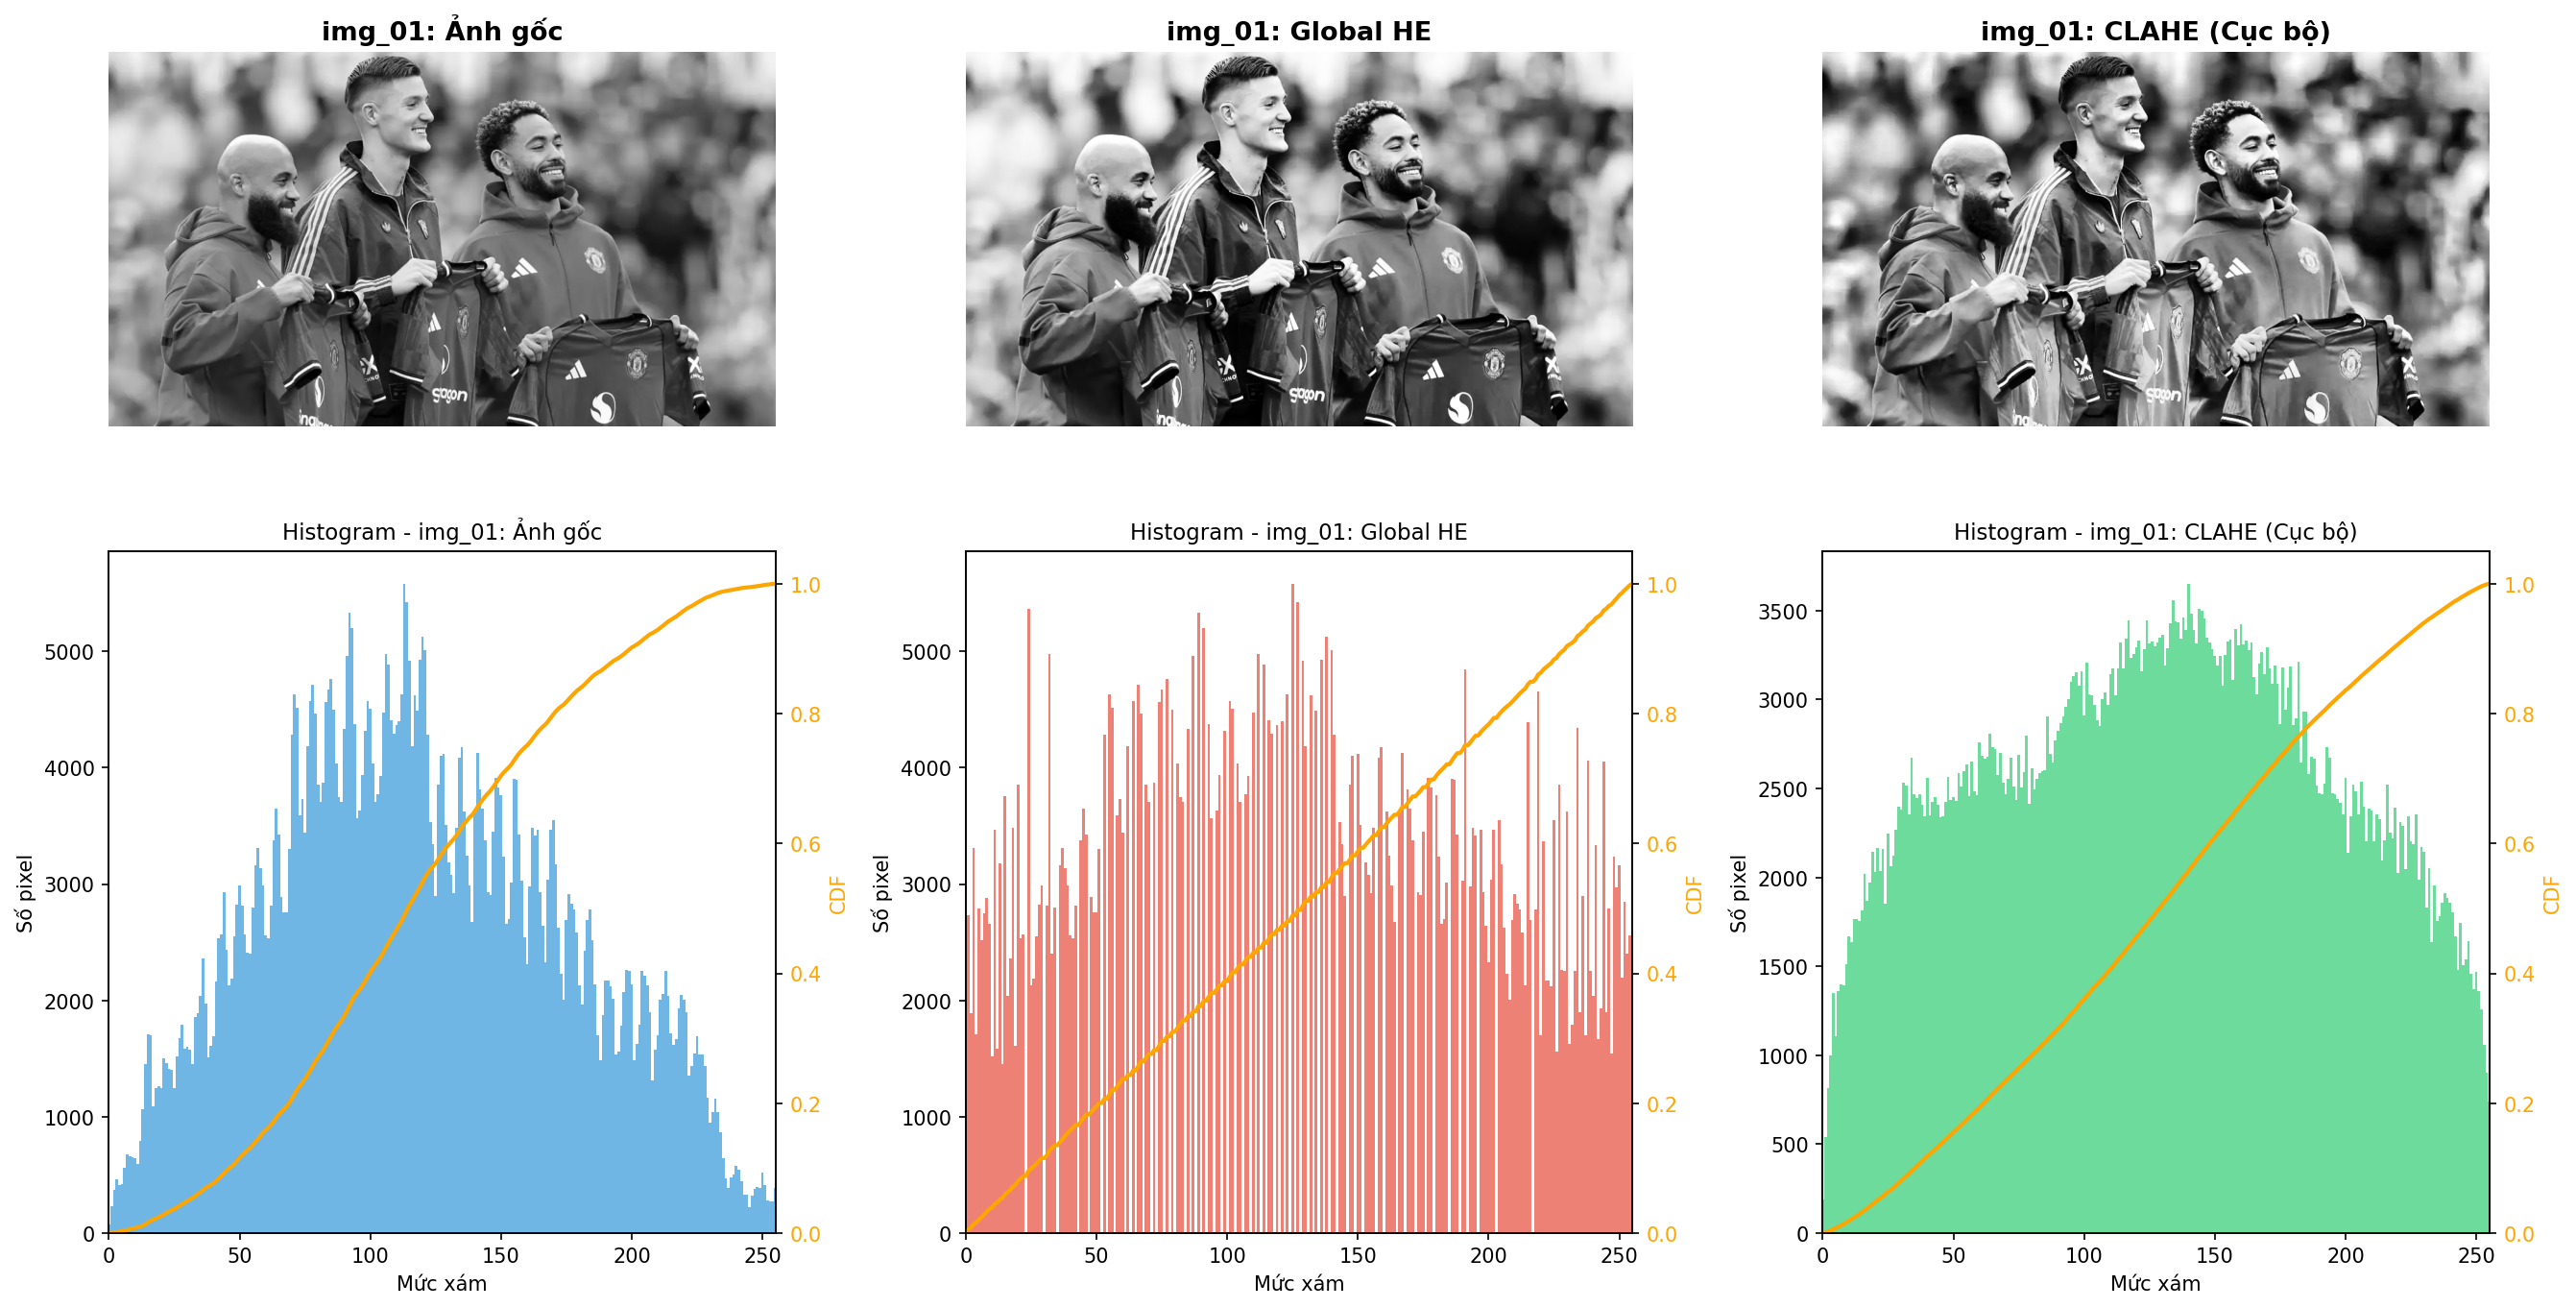 img_01: Ảnh gốc
img_01: Global HE
img_01: CLAHE (Cục bộ)
Histogram - img_01: Ảnh gốc
Số pixel
5000
4000
3000
2000
1000
0
0 50 100 150 200 250
Mức xám
1.0
0.8
0.6
0.4
0.2
0.0
CDF
Histogram - img_01: Global HE
Số pixel
5000
4000
3000
2000
1000
0
0 50 100 150 200 250
Mức xám
1.0
0.8
0.6
0.4
0.2
0.0
CDF
Histogram - img_01: CLAHE (Cục bộ)
Số pixel
3500
3000
2500
2000
1500
1000
500
0
0 50 100 150 200 250
Mức xám
1.0
0.8
0.6
0.4
0.2
0.0
CDF